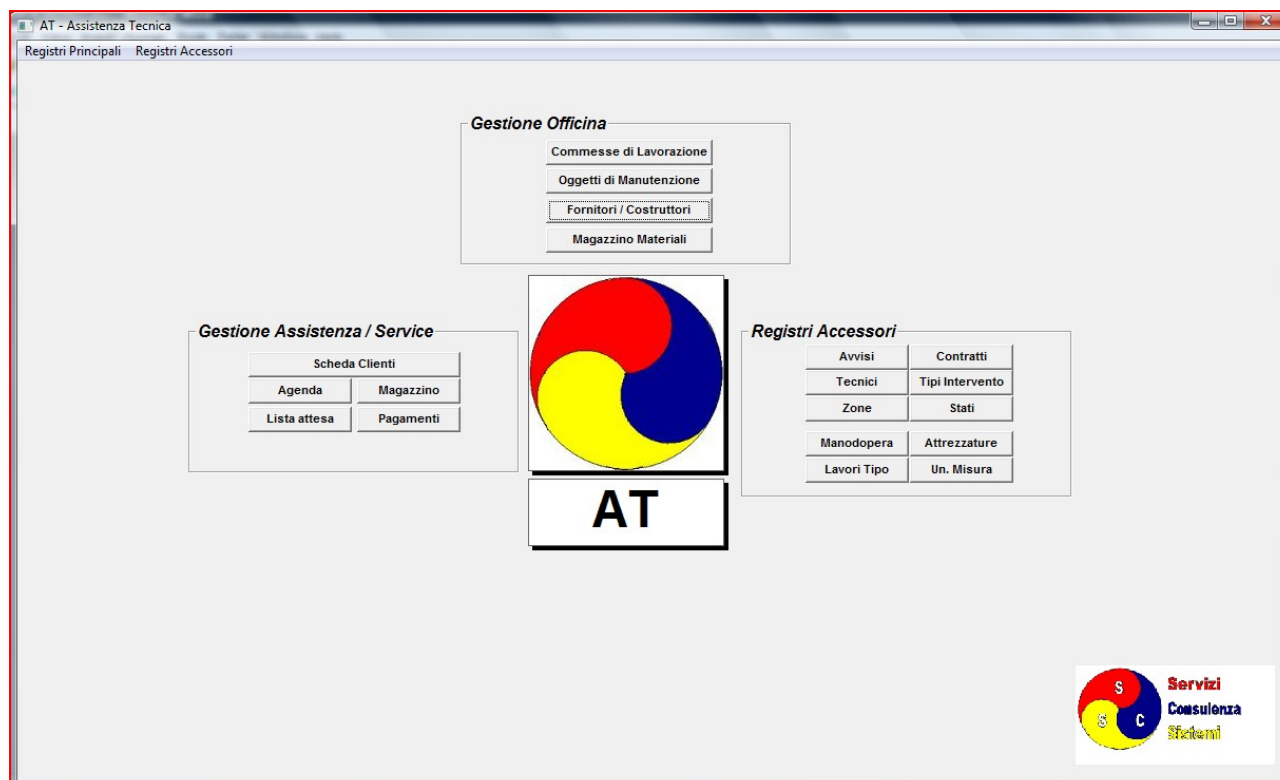 AT - Assistenza Tecnica
Registri Principali Registri Accessori
Gestione Officina
Commesse di Lavorazione
Oggetti di Manutenzione
Fornitori / Costruttori
Magazzino Materiali
Gestione Assistenza / Service
Scheda Clienti
Agenda Magazzino
Lista attesa Pagamenti
AT
Registri Accessori
Avvisi Contratti
Tecnici Tipi Intervento
Zone Stati
Manodopera Attrezzature
Lavori Tipo Un. Misura
S
S C
Servizi
Consulenza
Sistemi